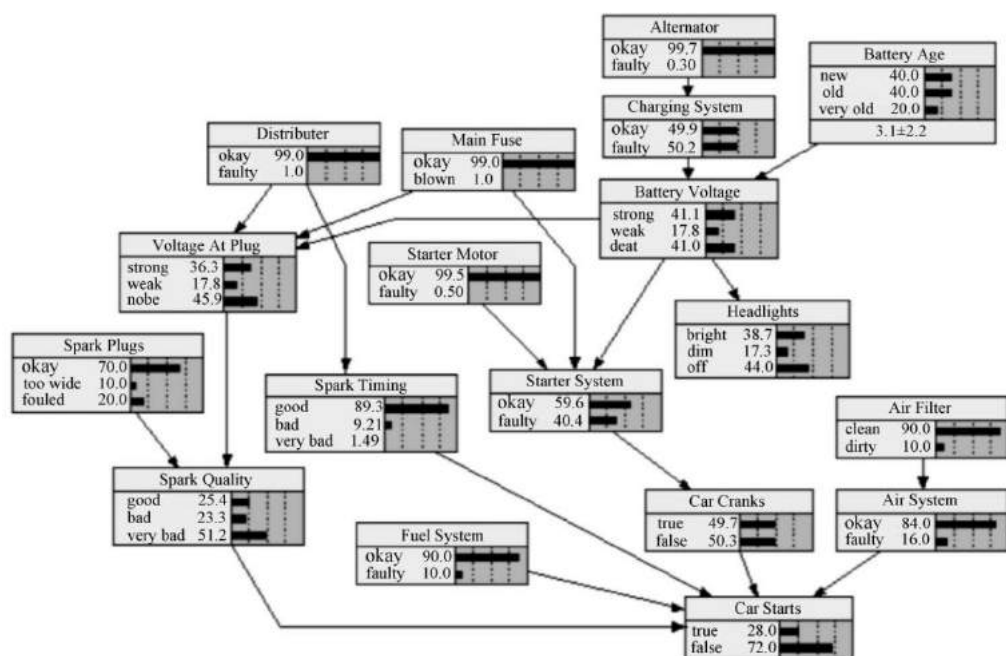 Alternator
okay 99.7
faulty 0.30
Battery Age
new 40.0
old 40.0
very old 20.0
3.1±2.2
Charging System
okay 49.9
faulty 50.2
Distributer
okay 99.0
faulty 1.0
Main Fuse
okay 99.0
blown 1.0
Battery Voltage
strong 41.1
weak 17.8
deat 41.0
Voltage At Plug
strong 36.3
weak 17.8
nobe 45.9
Starter Motor
okay 99.5
faulty 0.50
Headlights
bright 38.7
dim 17.3
off 44.0
Spark Plugs
okay 70.0
too wide 10.0
fouled 20.0
Spark Timing
good 89.3
bad 9.21
very bad 1.49
Starter System
okay 59.6
faulty 40.4
Air Filter
clean 90.0
dirty 10.0
Spark Quality
good 25.4
bad 23.3
very bad 51.2
Car Cranks
true 49.7
false 50.3
Air System
okay 84.0
faulty 16.0
Fuel System
okay 90.0
faulty 10.0
Car Starts
true 28.0
false 72.0